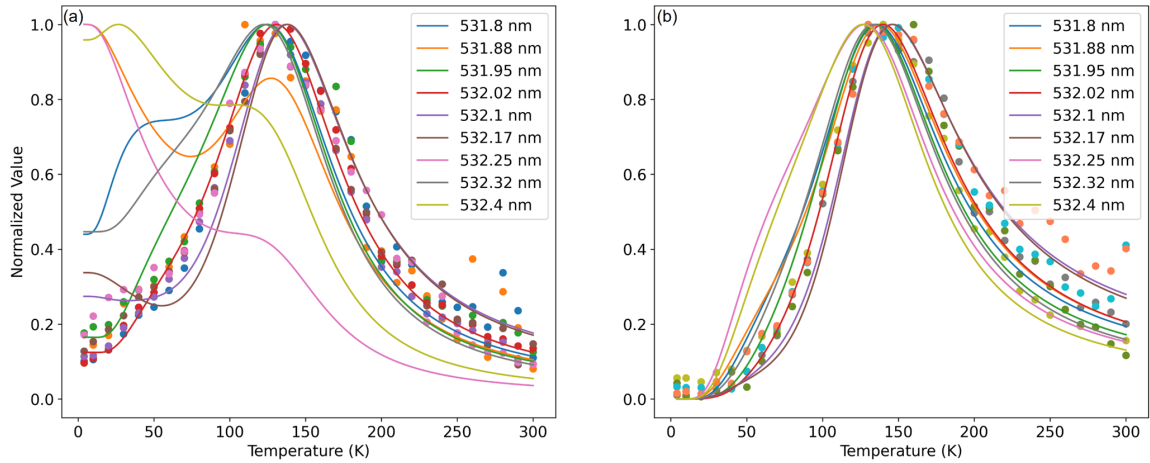 (a)
1.0
0.8
0.6
0.4
0.2
0.0
Normalized Value
0 50 100 150 200 250 300
Temperature (K)
531.8 nm
531.88 nm
531.95 nm
532.02 nm
532.1 nm
532.17 nm
532.25 nm
532.32 nm
532.4 nm
(b)
1.0
0.8
0.6
0.4
0.2
0.0
0 50 100 150 200 250 300
Temperature (K)
531.8 nm
531.88 nm
531.95 nm
532.02 nm
532.1 nm
532.17 nm
532.25 nm
532.32 nm
532.4 nm